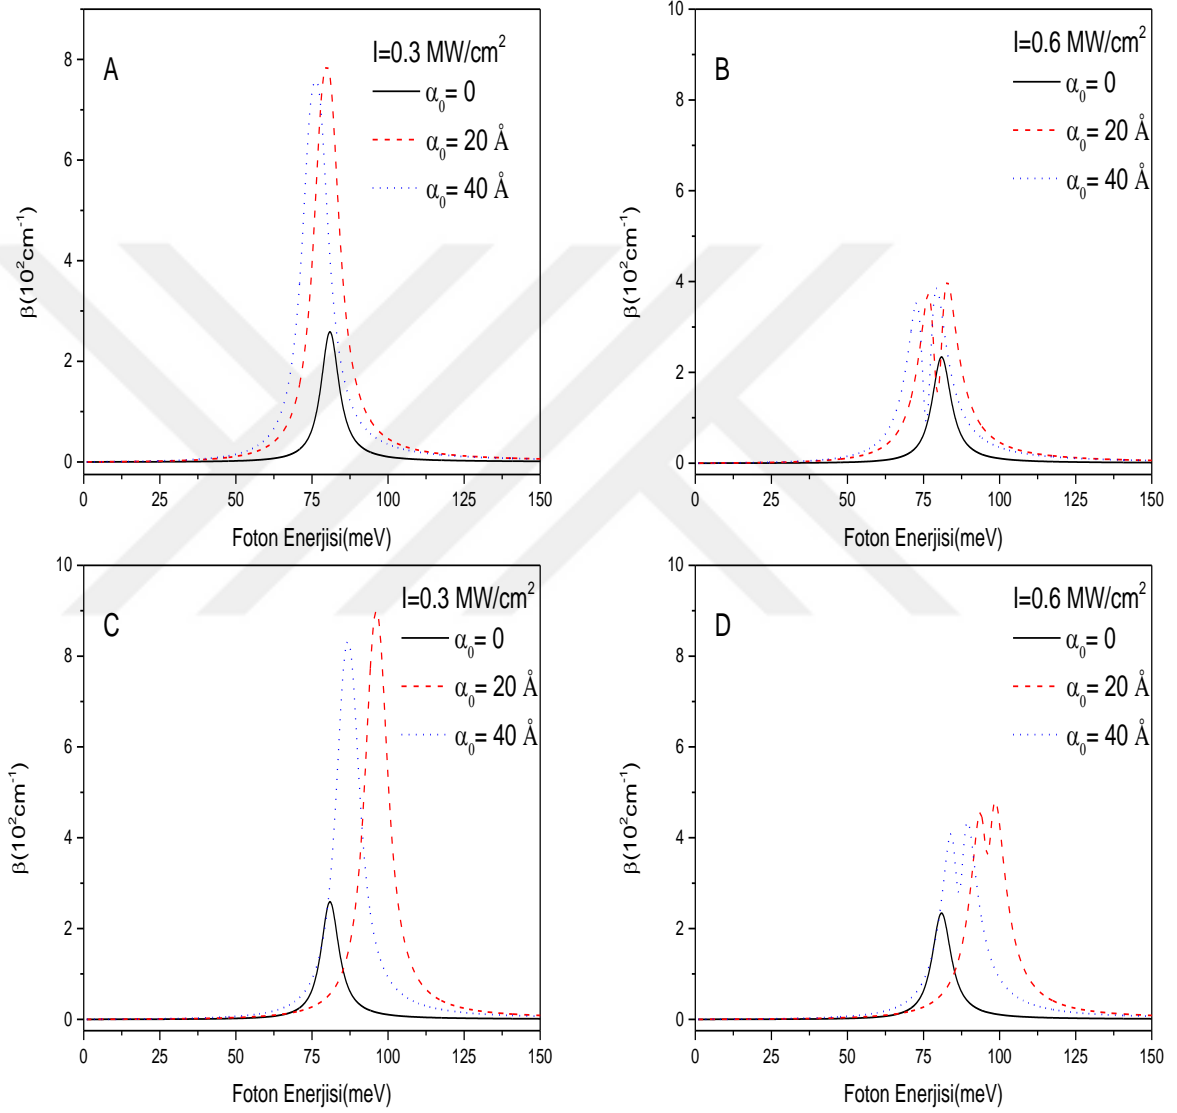 A
I=0.3 MW/cm²
α₀= 0
α₀= 20 Å
α₀= 40 Å
8
6
4
2
0
β(10²cm⁻¹)
0 25 50 75 100 125 150
Foton Enerjisi(meV)
B
I=0.6 MW/cm²
α₀= 0
α₀= 20 Å
α₀= 40 Å
10
8
6
4
2
0
β(10²cm⁻¹)
0 25 50 75 100 125 150
Foton Enerjisi(meV)
C
I=0.3 MW/cm²
α₀= 0
α₀= 20 Å
α₀= 40 Å
10
8
6
4
2
0
β(10²cm⁻¹)
0 25 50 75 100 125 150
Foton Enerjisi(meV)
D
I=0.6 MW/cm²
α₀= 0
α₀= 20 Å
α₀= 40 Å
10
8
6
4
2
0
β(10²cm⁻¹)
0 25 50 75 100 125 150
Foton Enerjisi(meV)